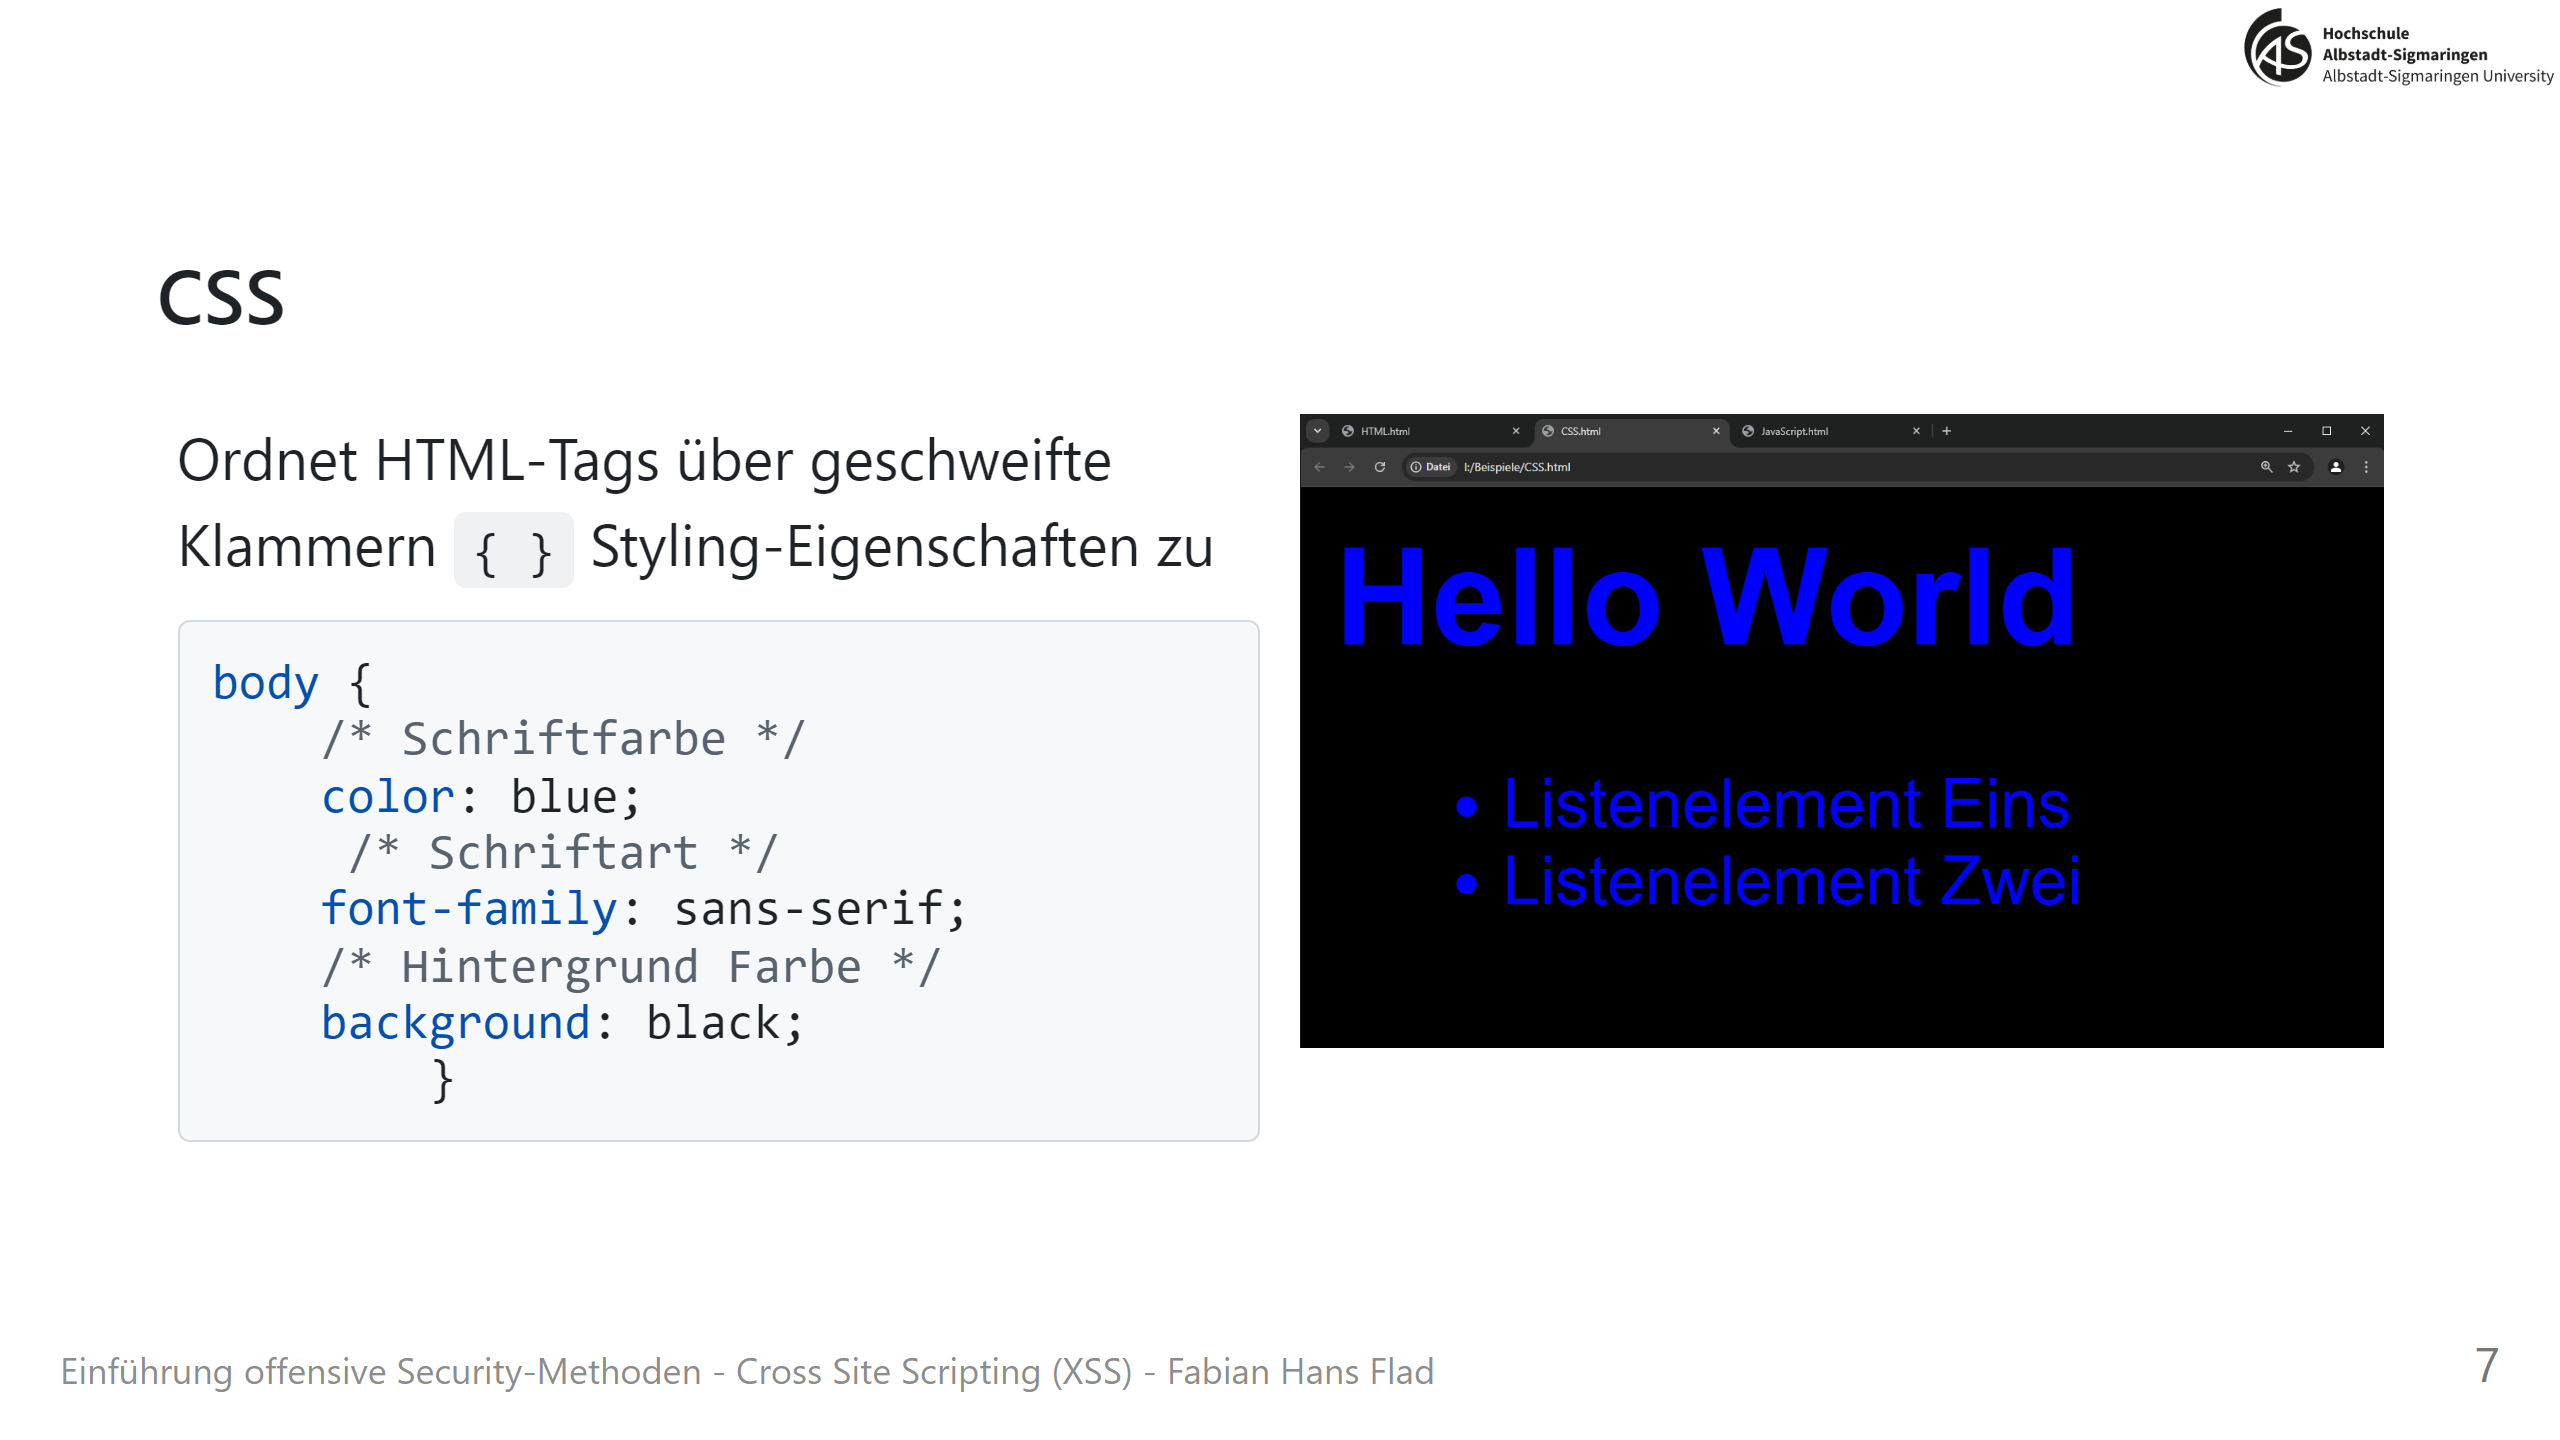 Hochschule
Albstadt-Sigmaringen
Albstadt-Sigmaringen University
CSS
Ordnet HTML-Tags über geschweifte
Klammern { } Styling-Eigenschaften zu
body {
    /* Schriftfarbe */
    color: blue;
     /* Schriftart */
    font-family: sans-serif;
    /* Hintergrund Farbe */
    background: black;
        }
HTML.html
CSS.html
JavaScript.html
Datei I:/Beispiele/CSS.html
Hello World
• Listenelement Eins
• Listenelement Zwei
Einführung offensive Security-Methoden - Cross Site Scripting (XSS) - Fabian Hans Flad
7